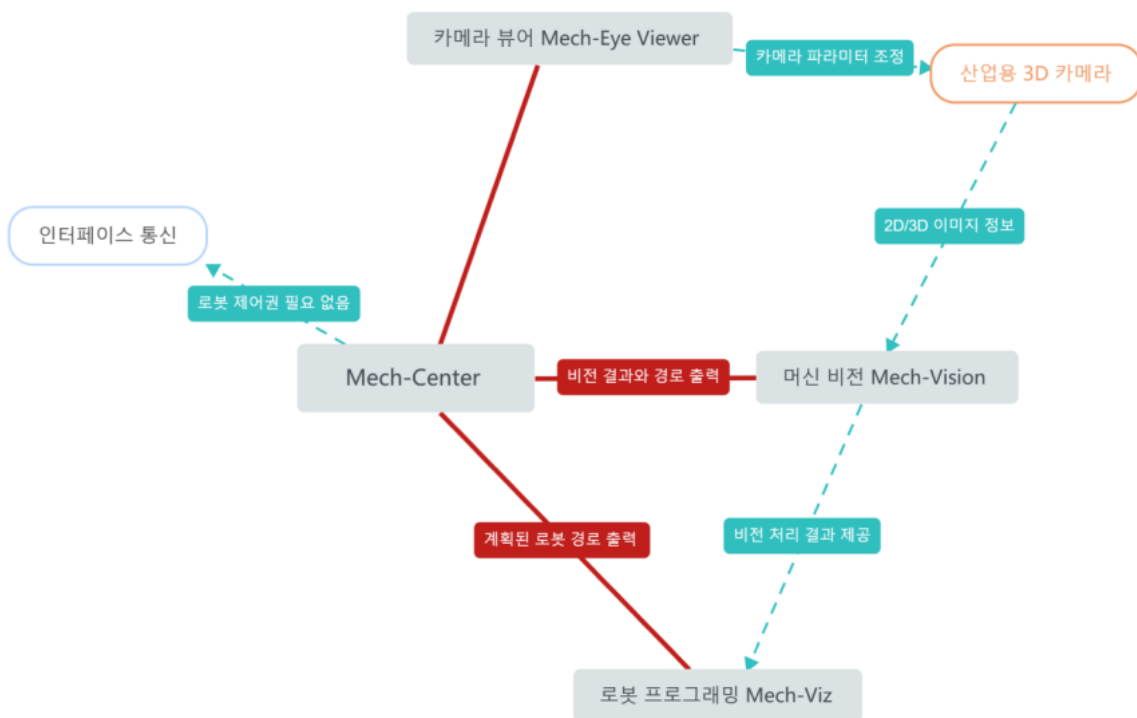 카메라 뷰어 Mech-Eye Viewer
카메라 파라미터 조정
산업용 3D 카메라
인터페이스 통신
2D/3D 이미지 정보
로봇 제어권 필요 없음
Mech-Center
비전 결과와 경로 출력
머신 비전 Mech-Vision
계획된 로봇 경로 출력
비전 처리 결과 제공
로봇 프로그래밍 Mech-Viz